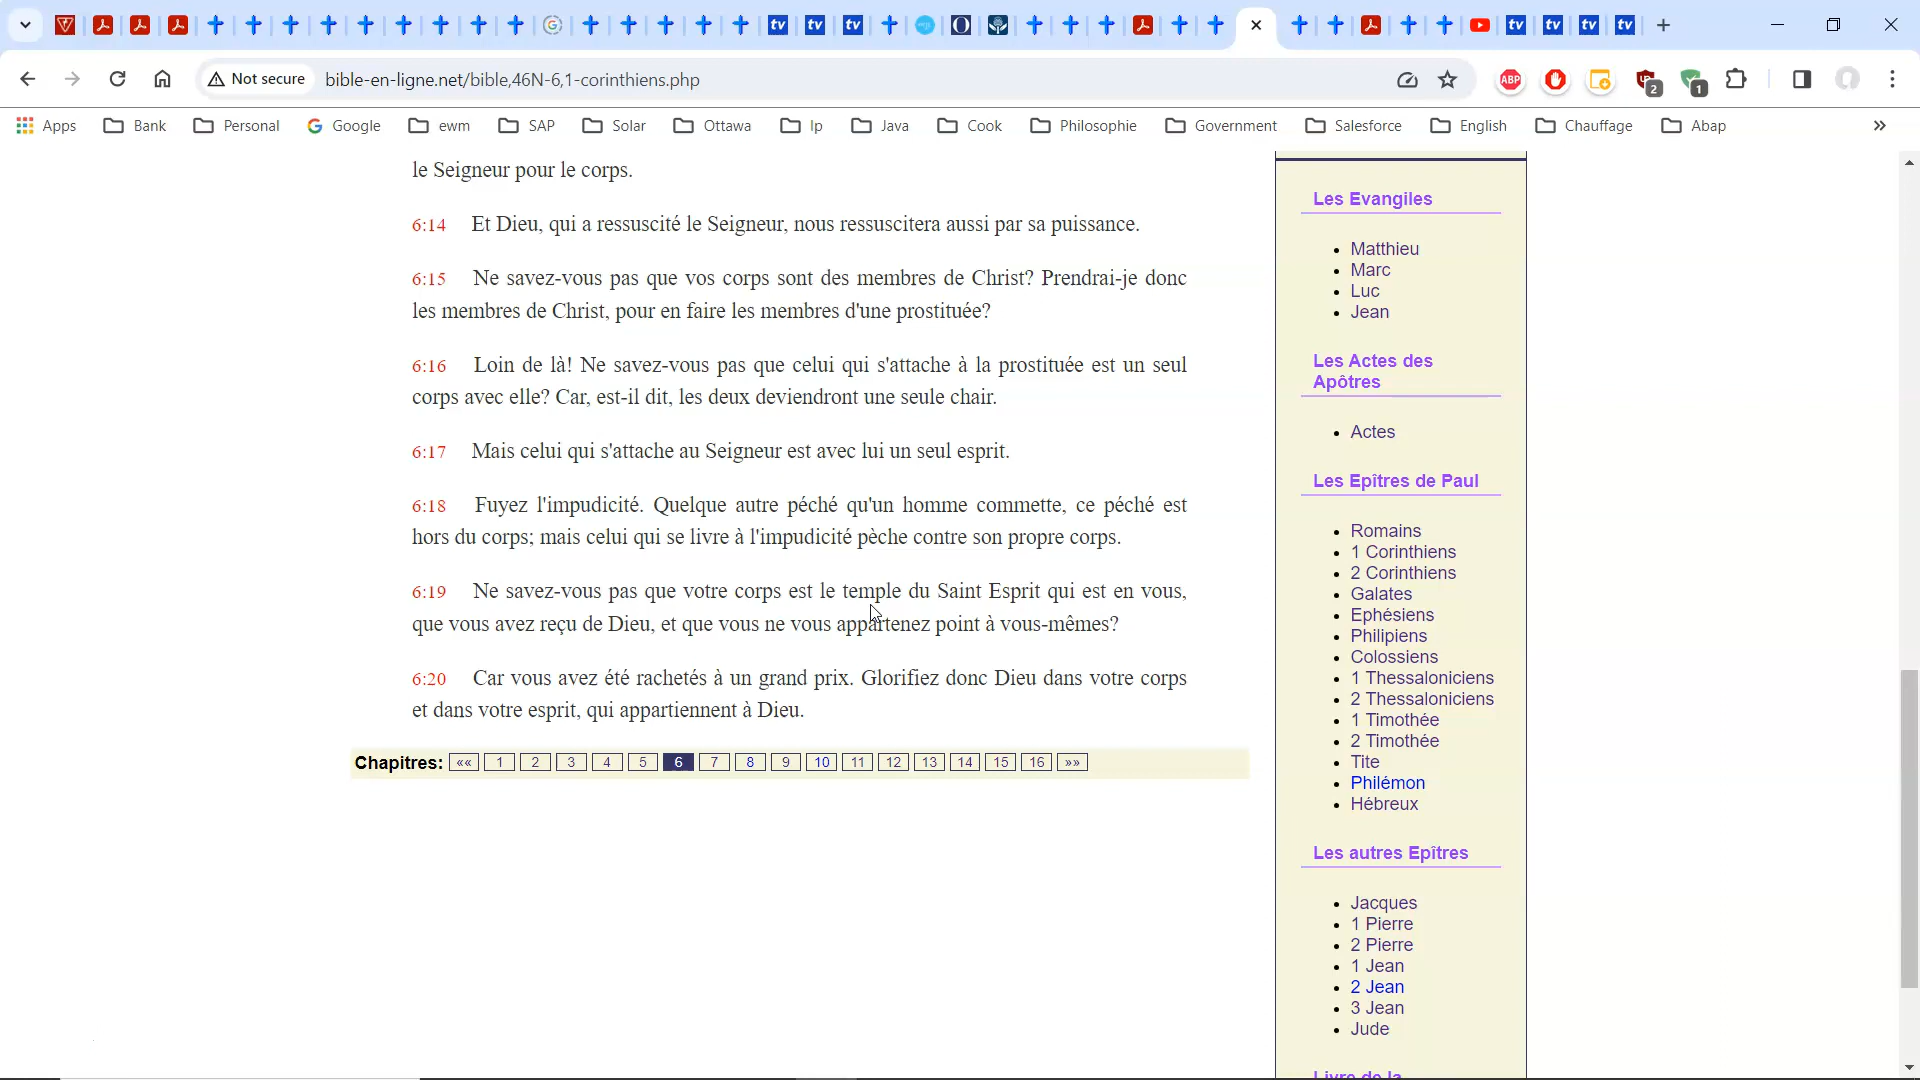 Not secure
bible-en-ligne.net/bible,46N-6,1-corinthiens.php
ABP
2
1
Apps Bank Personal Google ewm SAP Solar Ottawa Ip Java Cook Philosophie Government Salesforce English Chauffage Abap
le Seigneur pour le corps.
6:14 Et Dieu, qui a ressuscité le Seigneur, nous ressuscitera aussi par sa puissance.
6:15 Ne savez-vous pas que vos corps sont des membres de Christ? Prendrai-je donc
les membres de Christ, pour en faire les membres d'une prostituée?
6:16 Loin de là! Ne savez-vous pas que celui qui s'attache à la prostituée est un seul
corps avec elle? Car, est-il dit, les deux deviendront une seule chair.
6:17 Mais celui qui s'attache au Seigneur est avec lui un seul esprit.
6:18 Fuyez l'impudicité. Quelque autre péché qu'un homme commette, ce péché est
hors du corps; mais celui qui se livre à l'impudicité pèche contre son propre corps.
6:19 Ne savez-vous pas que votre corps est le temple du Saint Esprit qui est en vous,
que vous avez reçu de Dieu, et que vous ne vous appartenez point à vous-mêmes?
6:20 Car vous avez été rachetés à un grand prix. Glorifiez donc Dieu dans votre corps
et dans votre esprit, qui appartiennent à Dieu.
Chapitres: «« 1 2 3 4 5 6 7 8 9 10 11 12 13 14 15 16 »»
Les Evangiles
Matthieu
Marc
Luc
Jean
Les Actes des
Apôtres
Actes
Les Epîtres de Paul
Romains
1 Corinthiens
2 Corinthiens
Galates
Ephésiens
Philipiens
Colossiens
1 Thessaloniciens
2 Thessaloniciens
1 Timothée
2 Timothée
Tite
Philémon
Hébreux
Les autres Epîtres
Jacques
1 Pierre
2 Pierre
1 Jean
2 Jean
3 Jean
Jude
Livre de la